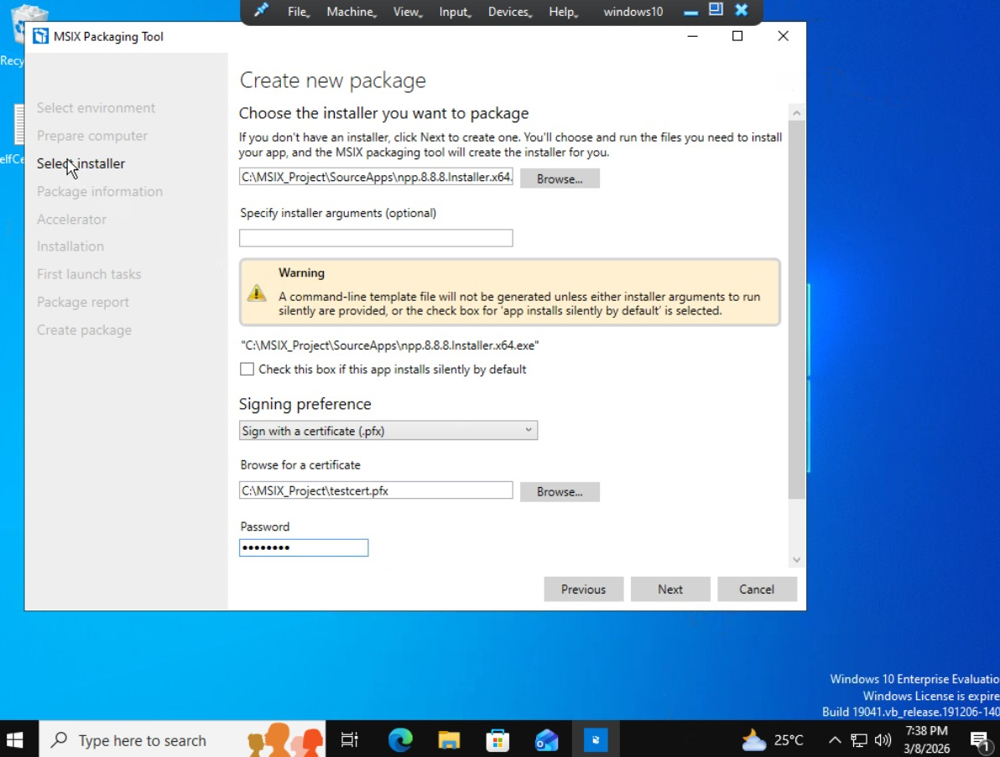 File
Machine
View
Input
Devices
Help
windows10
Recy
elfCe
MSIX Packaging Tool
Select environment
Prepare computer
Select installer
Package information
Accelerator
Installation
First launch tasks
Package report
Create package
Create new package
Choose the installer you want to package
If you don't have an installer, click Next to create one. You'll choose and run the files you need to install
your app, and the MSIX packaging tool will create the installer for you.
C:\MSIX_Project\SourceApps\npp.8.8.8.Installer.x64.
Browse...
Specify installer arguments (optional)
Warning
A command-line template file will not be generated unless either installer arguments to run
silently are provided, or the check box for 'app installs silently by default' is selected.
"C:\MSIX_Project\SourceApps\npp.8.8.8.Installer.x64.exe"
Check this box if this app installs silently by default
Signing preference
Sign with a certificate (.pfx)
Browse for a certificate
C:\MSIX_Project\testcert.pfx
Browse...
Password
••••••••
Previous
Next
Cancel
Windows 10 Enterprise Evaluatio
Windows License is expire
Build 19041.vb_release.191206-140
Type here to search
25°C
7:38 PM
3/8/2026
1